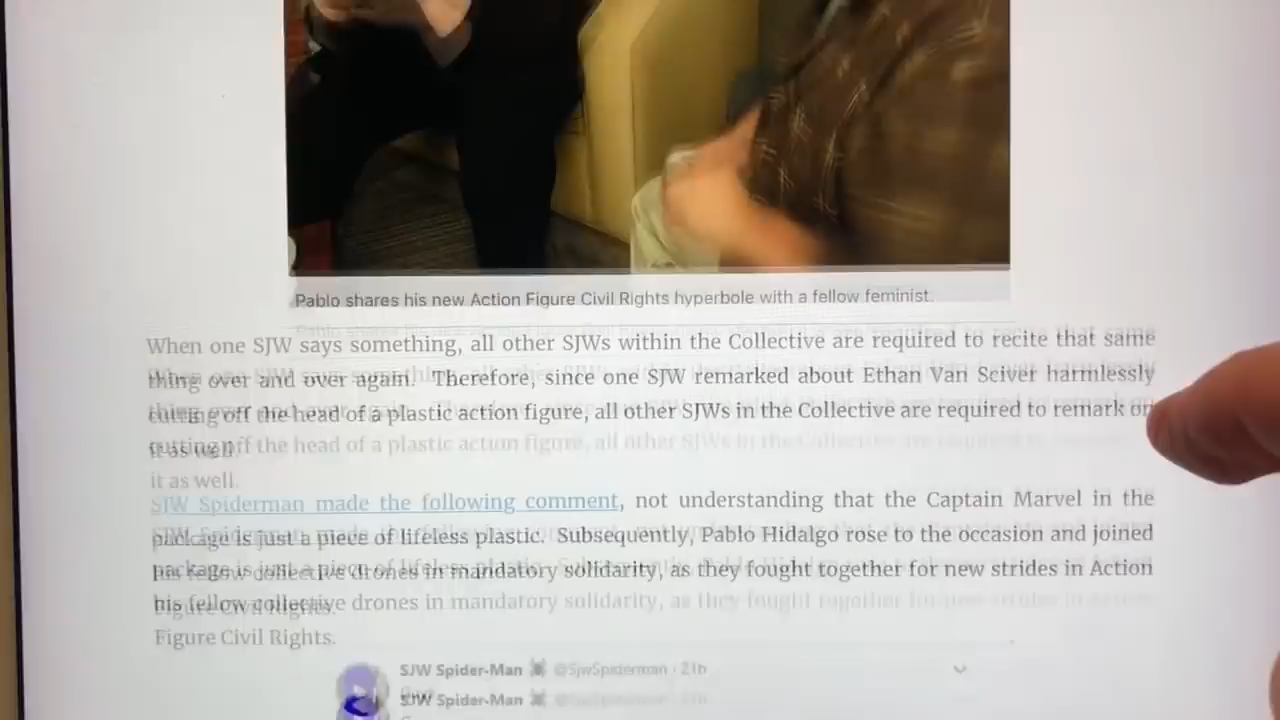 Pablo shares his new Action Figure Civil Rights hyperbole with a fellow feminist.
When one SJW says something, all other SJWs within the Collective are required to recite that same
thing over and over again. Therefore, since one SJW remarked about Ethan Van Sciver harmlessly
cutting off the head of a plastic action figure, all other SJWs in the Collective are required to remark on
it as well.
SJW Spiderman made the following comment, not understanding that the Captain Marvel in the
package is just a piece of lifeless plastic. Subsequently, Pablo Hidalgo rose to the occasion and joined
his fellow collective drones in mandatory solidarity, as they fought together for new strides in Action
Figure Civil Rights.
SJW Spider-Man @SjwSpiderman · 21h